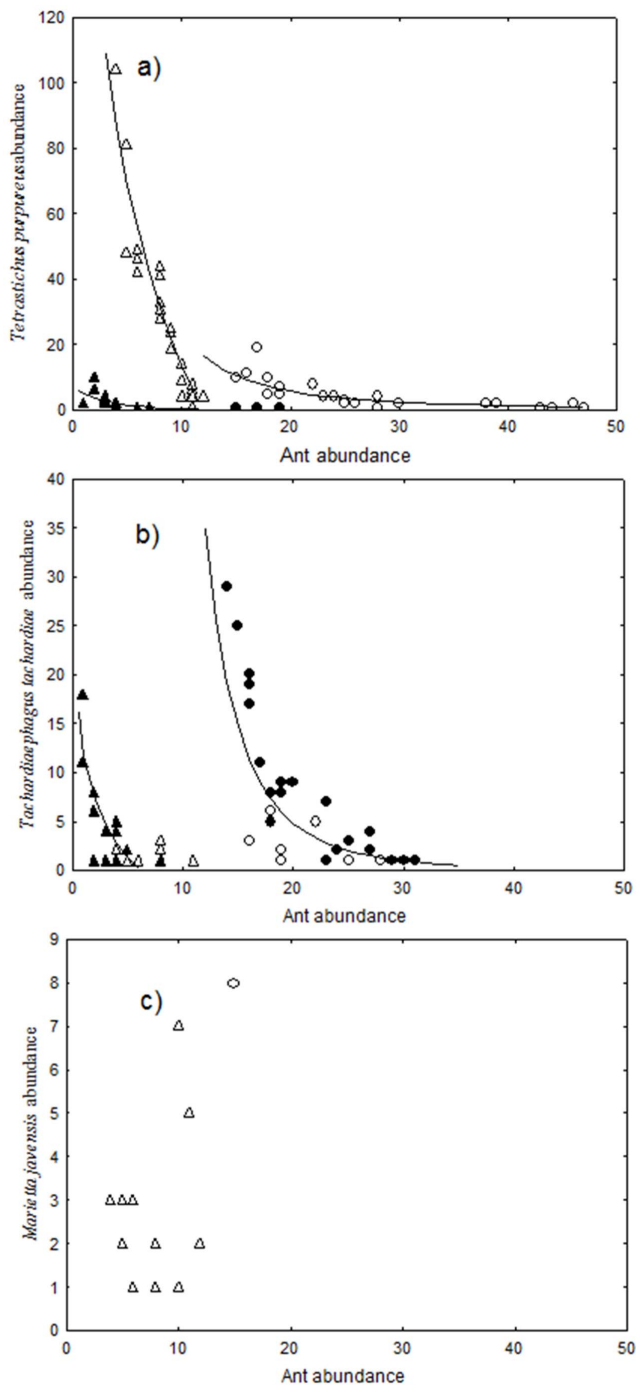 a)
Tetrastichus purpureus abundance
120
100
80
60
40
20
0
0 10 20 30 40 50
Ant abundance
b)
Tachardiaephagus tachardiae abundance
40
35
30
25
20
15
10
5
0
0 10 20 30 40 50
Ant abundance
c)
Marietta javensis abundance
9
8
7
6
5
4
3
2
1
0
0 10 20 30 40 50
Ant abundance